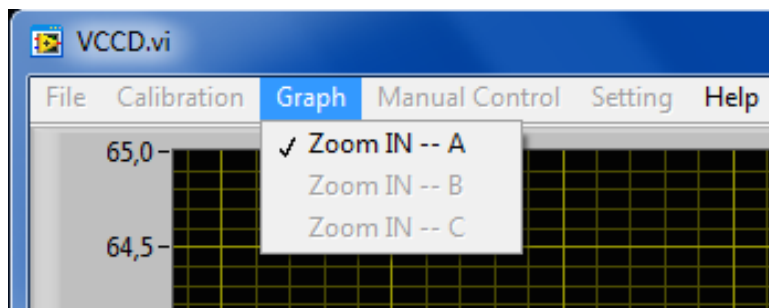 VCCD.vi
File Calibration Graph Manual Control Setting Help
Zoom IN -- A
Zoom IN -- B
Zoom IN -- C
65,0
64,5